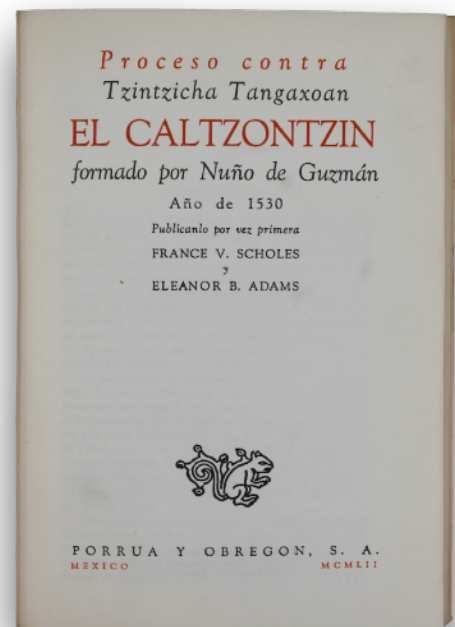 Proceso contra
Tzintzicha Tangaxoan
EL CALTZONTZIN
formado por Nuño de Guzmán
Año de 1530
Publicanlo por vez primera
FRANCE V. SCHOLES
y
ELEANOR B. ADAMS
PORRUA Y OBREGON, S. A.
MEXICO MCMLII